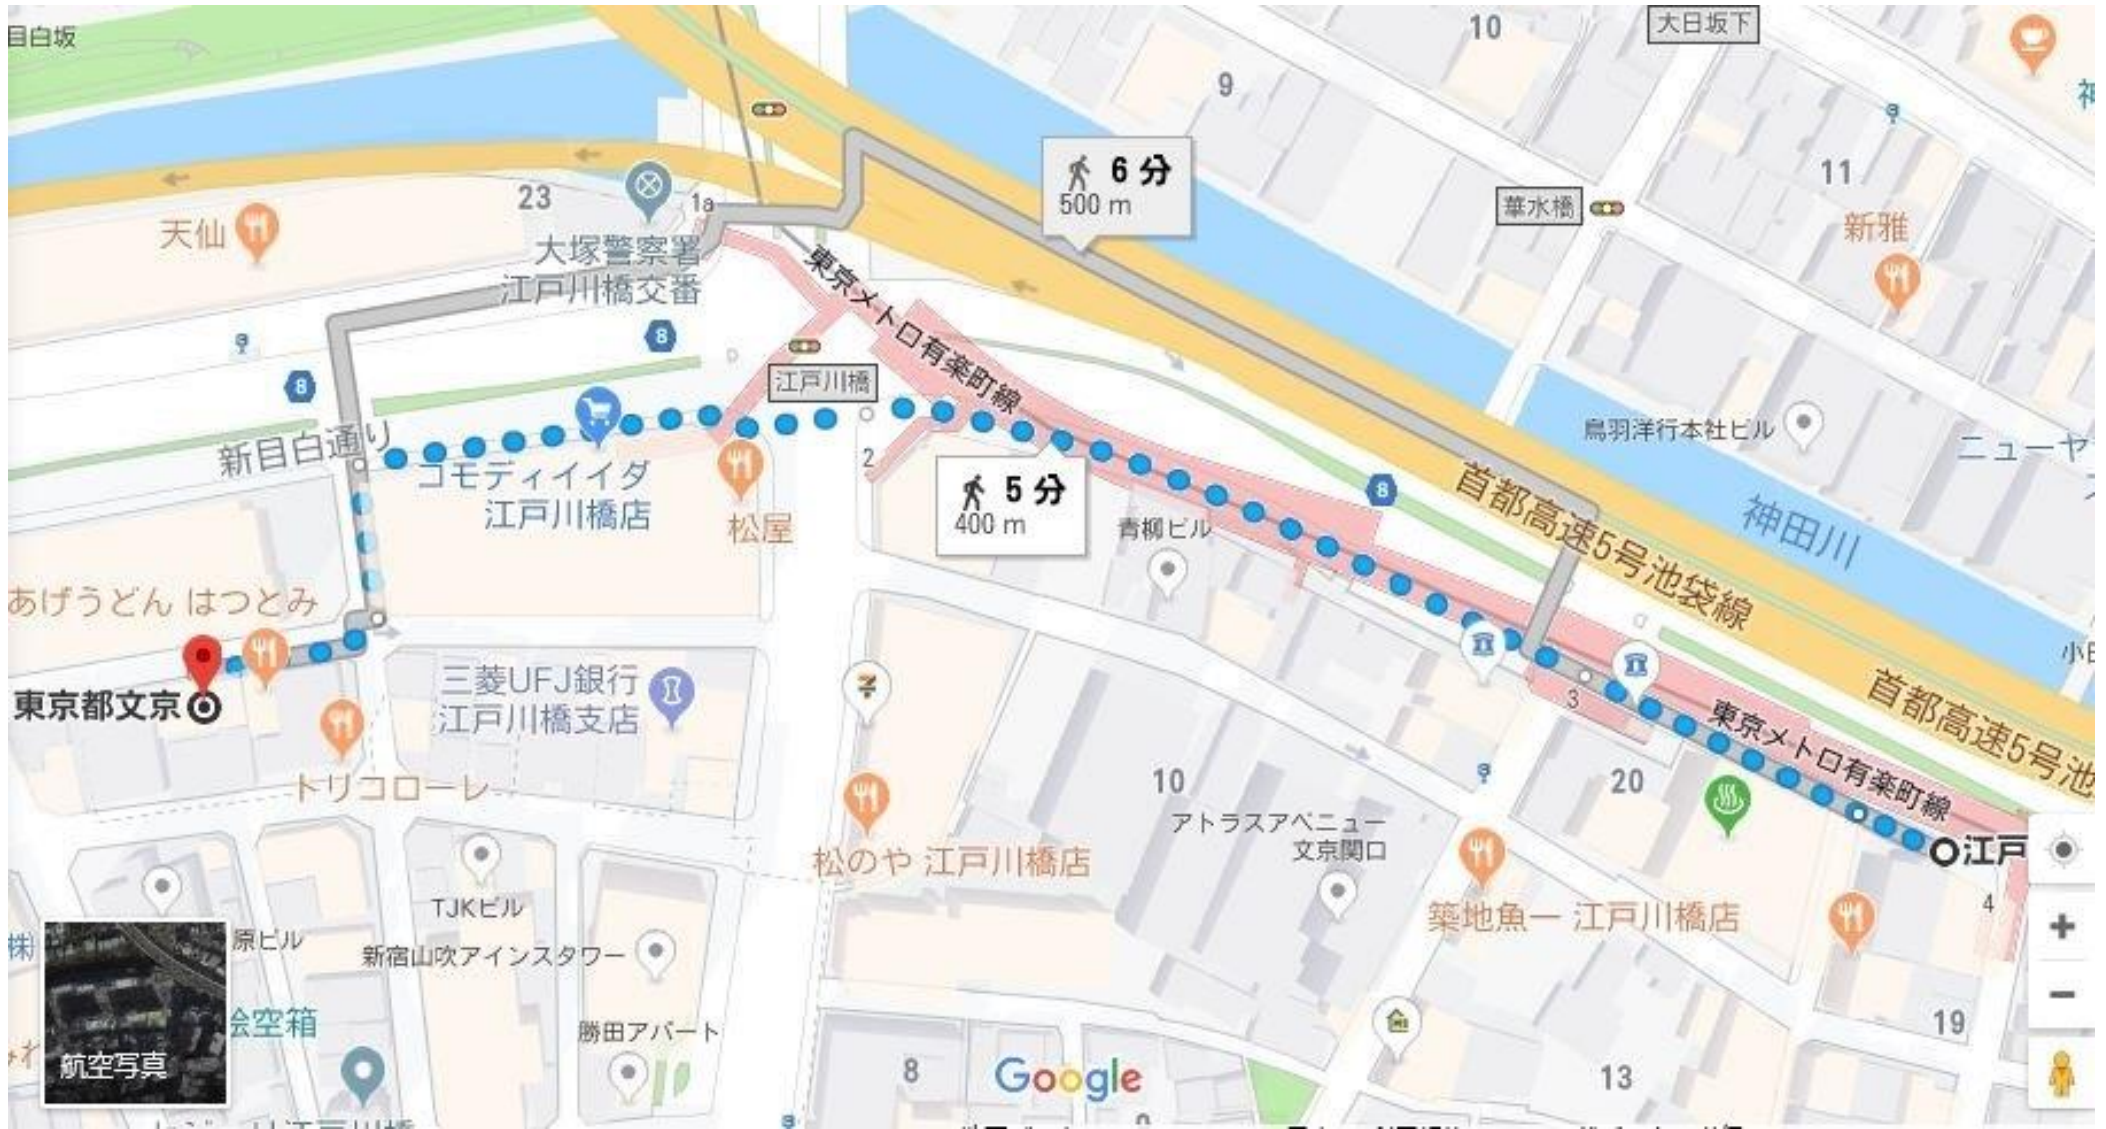 目白坂
10
大日坂下
9
11
華水橋
新雅
6 分
500 m
23
1a
天仙
大塚警察署
江戸川橋交番
東京メトロ有楽町線
8
8
江戸川橋
新目白通り
コモディイイダ
江戸川橋店
松屋
2
5 分
400 m
青柳ビル
8
鳥羽洋行本社ビル
ニューヤ
首都高速5号池袋線
神田川
あげうどん はつとみ
東京都文京
三菱UFJ銀行
江戸川橋支店
トリコローレ
3
首都高速5号池
東京メトロ有楽町線
10
20
アトラスアベニュー
文京関口
松のや 江戸川橋店
江戸
4
築地魚一 江戸川橋店
TJKビル
原ビル
新宿山吹アインスタワー
絵空箱
勝田アパート
航空写真
8
Google
13
19